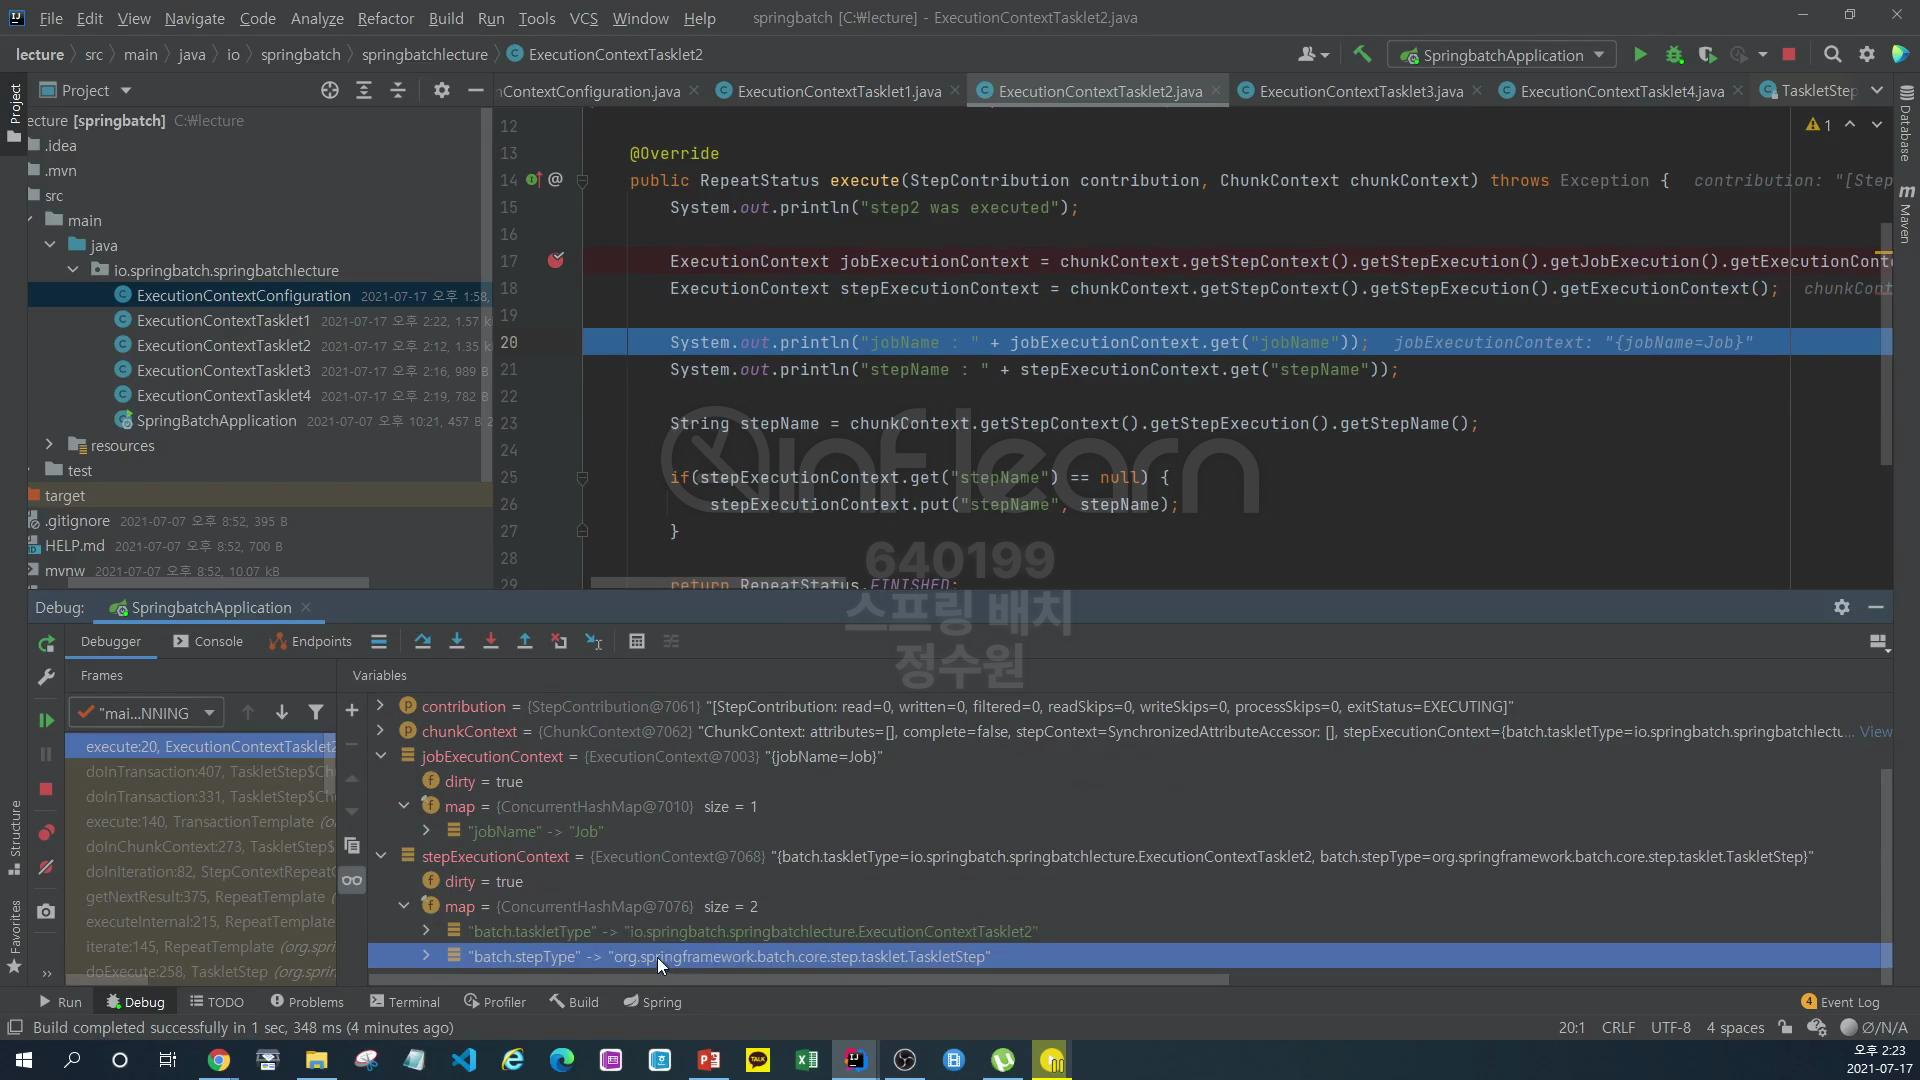 File Edit View Navigate Code Analyze Refactor Build Run Tools VCS Window Help springbatch [C:₩lecture] - ExecutionContextTasklet2.java
lecture src main java io springbatch springbatchlecture ExecutionContextTasklet2
SpringbatchApplication
Project
nContextConfiguration.java ExecutionContextTasklet1.java ExecutionContextTasklet2.java ExecutionContextTasklet3.java ExecutionContextTasklet4.java TaskletStep
Project
Database
Maven
ecture [springbatch] C:₩lecture
.idea
.mvn
src
main
java
io.springbatch.springbatchlecture
ExecutionContextConfiguration 2021-07-17 오후 1:58,
ExecutionContextTasklet1 2021-07-17 오후 2:22, 1.57 k
ExecutionContextTasklet2 2021-07-17 오후 2:12, 1.35 k
ExecutionContextTasklet3 2021-07-17 오후 2:16, 989 B
ExecutionContextTasklet4 2021-07-17 오후 2:19, 782 B
SpringBatchApplication 2021-07-07 오후 10:21, 457 B 2
resources
test
target
.gitignore 2021-07-07 오후 8:52, 395 B
HELP.md 2021-07-07 오후 8:52, 700 B
mvnw 2021-07-07 오후 8:52, 10.07 kB
1
12
13 @Override
14 @ public RepeatStatus execute(StepContribution contribution, ChunkContext chunkContext) throws Exception { contribution: "[Step
15 System.out.println("step2 was executed");
16
17 ExecutionContext jobExecutionContext = chunkContext.getStepContext().getStepExecution().getJobExecution().getExecutionConte
18 ExecutionContext stepExecutionContext = chunkContext.getStepContext().getStepExecution().getExecutionContext(); chunkCont
19
20 System.out.println("jobName : " + jobExecutionContext.get("jobName")); jobExecutionContext: "{jobName=Job}"
21 System.out.println("stepName : " + stepExecutionContext.get("stepName"));
22
23 String stepName = chunkContext.getStepContext().getStepExecution().getStepName();
24
25 if(stepExecutionContext.get("stepName") == null) {
26 stepExecutionContext.put("stepName", stepName);
27 }
28
29 return RepeatStatus.FINISHED;
inflearn
640199
스프링 배치
정수원
Debug: SpringbatchApplication
Debugger Console Endpoints
Frames Variables
"mai...NNING
execute:20, ExecutionContextTasklet2
doInTransaction:407, TaskletStep$Ch
doInTransaction:331, TaskletStep$Ch
execute:140, TransactionTemplate (o
doInChunkContext:273, TaskletStep$
doInIteration:82, StepContextRepeatC
getNextResult:375, RepeatTemplate (
executeInternal:215, RepeatTemplate
iterate:145, RepeatTemplate (org.spri
doExecute:258, TaskletStep (org.sprin
contribution = {StepContribution@7061} "[StepContribution: read=0, written=0, filtered=0, readSkips=0, writeSkips=0, processSkips=0, exitStatus=EXECUTING]"
chunkContext = {ChunkContext@7062} "ChunkContext: attributes=[], complete=false, stepContext=SynchronizedAttributeAccessor: [], stepExecutionContext={batch.taskletType=io.springbatch.springbatchlectu... View
jobExecutionContext = {ExecutionContext@7003} "{jobName=Job}"
dirty = true
map = {ConcurrentHashMap@7010} size = 1
"jobName" -> "Job"
stepExecutionContext = {ExecutionContext@7068} "{batch.taskletType=io.springbatch.springbatchlecture.ExecutionContextTasklet2, batch.stepType=org.springframework.batch.core.step.tasklet.TaskletStep}"
dirty = true
map = {ConcurrentHashMap@7076} size = 2
"batch.taskletType" -> "io.springbatch.springbatchlecture.ExecutionContextTasklet2"
"batch.stepType" -> "org.springframework.batch.core.step.tasklet.TaskletStep"
Structure
Favorites
Run Debug TODO Problems Terminal Profiler Build Spring 4 Event Log
Build completed successfully in 1 sec, 348 ms (4 minutes ago) 20:1 CRLF UTF-8 4 spaces Ø/N/A
오후 2:23
2021-07-17